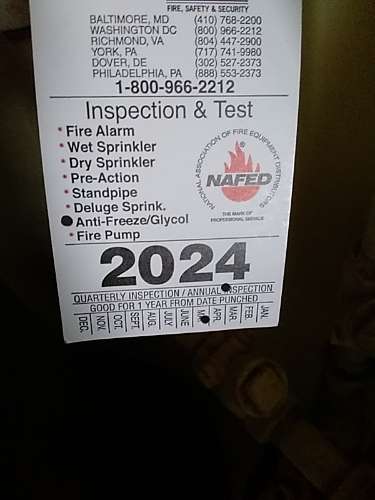 FIRE, SAFETY & SECURITY
BALTIMORE, MD (410) 768-2200
WASHINGTON DC (800) 966-2212
RICHMOND, VA (804) 447-2900
YORK, PA (717) 741-9980
DOVER, DE (302) 527-2373
PHILADELPHIA, PA (888) 553-2373
1-800-966-2212
Inspection & Test
* Fire Alarm
* Wet Sprinkler
* Dry Sprinkler
* Pre-Action
* Standpipe
* Deluge Sprink.
Anti-Freeze/Glycol
* Fire Pump
NATIONAL ASSOCIATION OF FIRE EQUIPMENT DISTRIBUTORS
NAFED
®
THE MARK OF
PROFESSIONAL SERVICE
2024
QUARTERLY INSPECTION / ANNUAL INSPECTION
GOOD FOR 1 YEAR FROM DATE PUNCHED
DEC. NOV. OCT. SEPT. AUG. JULY JUNE APR. MAR. FEB. JAN.